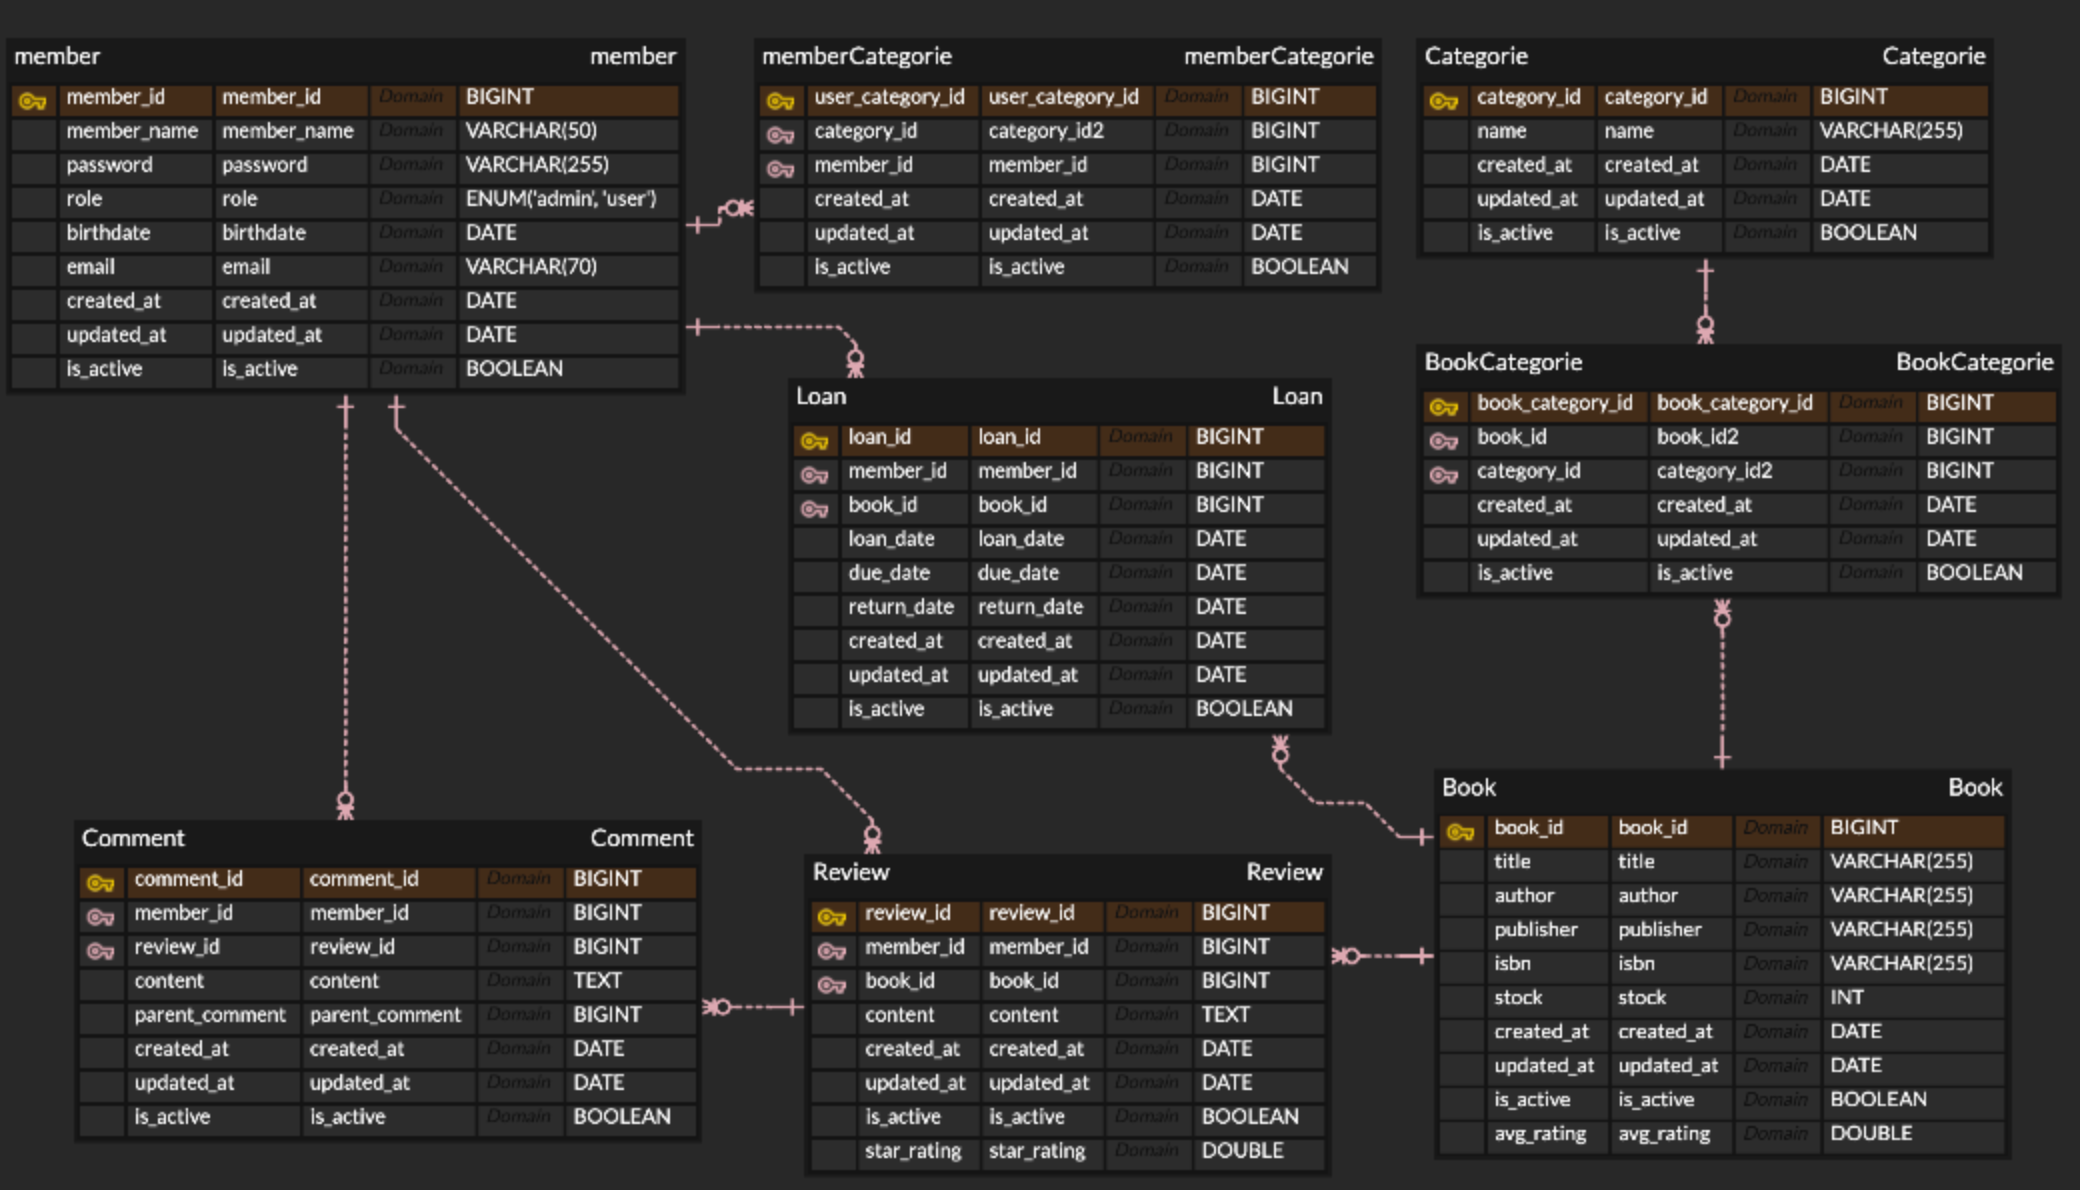 member member
member_id member_id Domain BIGINT
member_name member_name Domain VARCHAR(50)
password password Domain VARCHAR(255)
role role Domain ENUM('admin', 'user')
birthdate birthdate Domain DATE
email email Domain VARCHAR(70)
created_at created_at Domain DATE
updated_at updated_at Domain DATE
is_active is_active Domain BOOLEAN
memberCategorie memberCategorie
user_category_id user_category_id Domain BIGINT
category_id category_id2 Domain BIGINT
member_id member_id Domain BIGINT
created_at created_at Domain DATE
updated_at updated_at Domain DATE
is_active is_active Domain BOOLEAN
Categorie Categorie
category_id category_id Domain BIGINT
name name Domain VARCHAR(255)
created_at created_at Domain DATE
updated_at updated_at Domain DATE
is_active is_active Domain BOOLEAN
Loan Loan
loan_id loan_id Domain BIGINT
member_id member_id Domain BIGINT
book_id book_id Domain BIGINT
loan_date loan_date Domain DATE
due_date due_date Domain DATE
return_date return_date Domain DATE
created_at created_at Domain DATE
updated_at updated_at Domain DATE
is_active is_active Domain BOOLEAN
BookCategorie BookCategorie
book_category_id book_category_id Domain BIGINT
book_id book_id2 Domain BIGINT
category_id category_id2 Domain BIGINT
created_at created_at Domain DATE
updated_at updated_at Domain DATE
is_active is_active Domain BOOLEAN
Comment Comment
comment_id comment_id Domain BIGINT
member_id member_id Domain BIGINT
review_id review_id Domain BIGINT
content content Domain TEXT
parent_comment parent_comment Domain BIGINT
created_at created_at Domain DATE
updated_at updated_at Domain DATE
is_active is_active Domain BOOLEAN
Review Review
review_id review_id Domain BIGINT
member_id member_id Domain BIGINT
book_id book_id Domain BIGINT
content content Domain TEXT
created_at created_at Domain DATE
updated_at updated_at Domain DATE
is_active is_active Domain BOOLEAN
star_rating star_rating Domain DOUBLE
Book Book
book_id book_id Domain BIGINT
title title Domain VARCHAR(255)
author author Domain VARCHAR(255)
publisher publisher Domain VARCHAR(255)
isbn isbn Domain VARCHAR(255)
stock stock Domain INT
created_at created_at Domain DATE
updated_at updated_at Domain DATE
is_active is_active Domain BOOLEAN
avg_rating avg_rating Domain DOUBLE